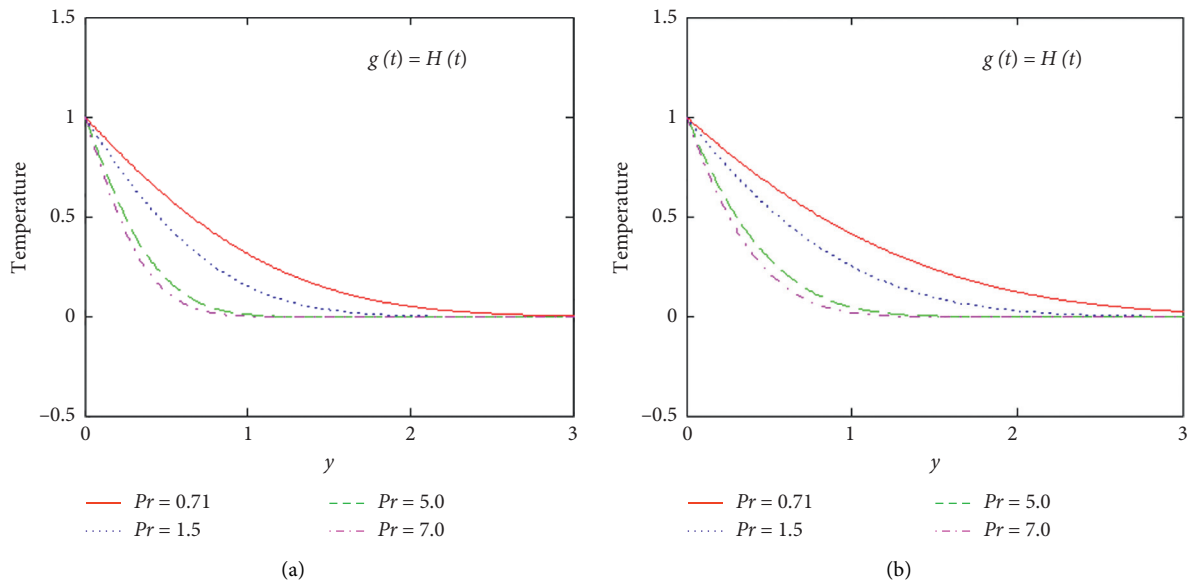 1.5
g (t) = H (t)
1
Temperature
0.5
0
–0.5
0 1 2 3
y
Pr = 0.71 Pr = 5.0
Pr = 1.5 Pr = 7.0
(a)
1.5
g (t) = H (t)
1
Temperature
0.5
0
–0.5
0 1 2 3
y
Pr = 0.71 Pr = 5.0
Pr = 1.5 Pr = 7.0
(b)